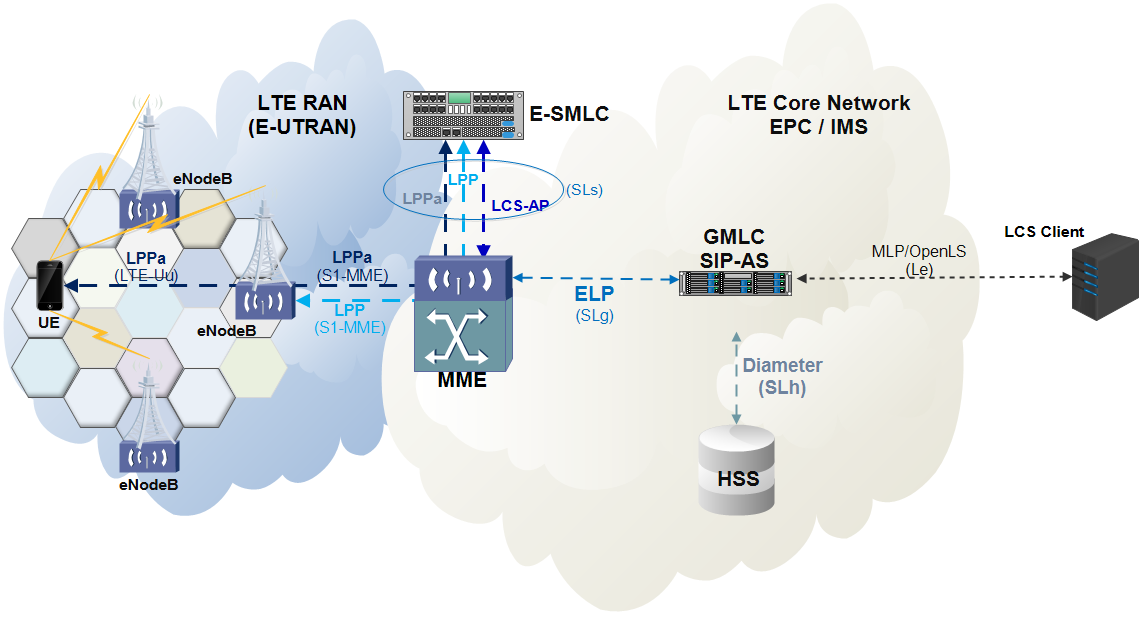 LTE RAN
(E-UTRAN)
E-SMLC
LTE Core Network
EPC / IMS
eNodeB
LPP
LPPa
(SLs)
LCS-AP
LPPa
(LTE-Uu)
LPPa
(S1-MME)
GMLC
SIP-AS
MLP/OpenLS
(Le)
LCS Client
UE
eNodeB
LPP
(S1-MME)
ELP
(SLg)
MME
Diameter
(SLh)
HSS
eNodeB